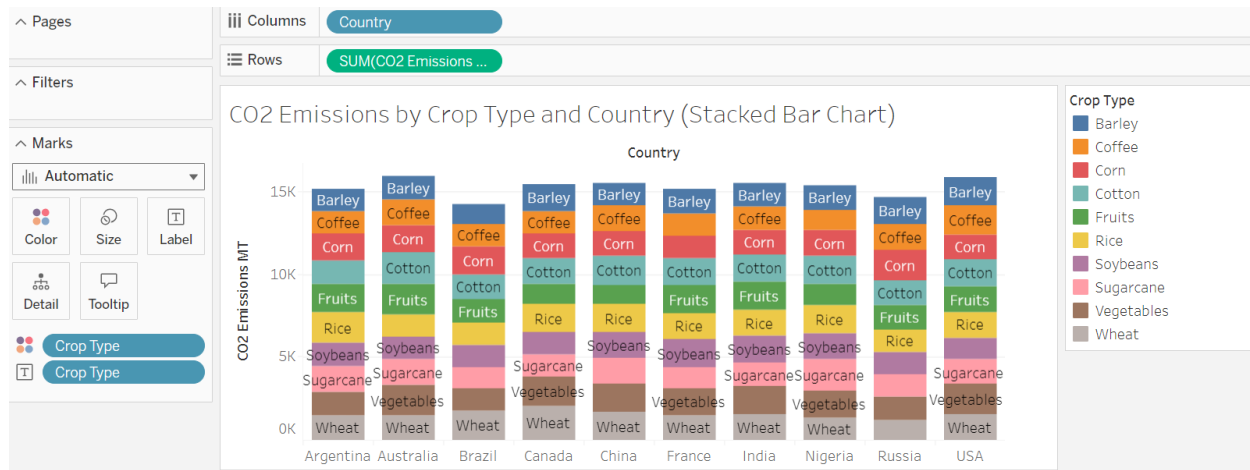 Pages
Filters
Marks
Automatic
Color Size Label
Detail Tooltip
Crop Type
T Crop Type
Columns Country
Rows SUM(CO2 Emissions ...
CO2 Emissions by Crop Type and Country (Stacked Bar Chart)
Country
CO2 Emissions MT
15K
10K
5K
0K
Barley Barley Barley Barley Barley Barley Barley Barley Barley
Coffee Coffee Coffee Coffee Coffee Coffee Coffee Coffee
Corn Corn Corn Corn Corn Corn Corn Corn Corn
Cotton Cotton Cotton Cotton Cotton Cotton Cotton Cotton Cotton
Fruits Fruits Fruits Fruits Fruits Fruits Fruits
Rice Rice Rice Rice Rice Rice Rice Rice
Soybeans Soybeans Soybeans Soybeans Soybeans Soybeans
Sugarcane Sugarcane Sugarcane Sugarcane Sugarcane Sugarcane
Vegetables Vegetables Vegetables Vegetables Vegetables
Wheat Wheat Wheat Wheat Wheat Wheat Wheat Wheat Wheat
Argentina Australia Brazil Canada China France India Nigeria Russia USA
Crop Type
Barley
Coffee
Corn
Cotton
Fruits
Rice
Soybeans
Sugarcane
Vegetables
Wheat